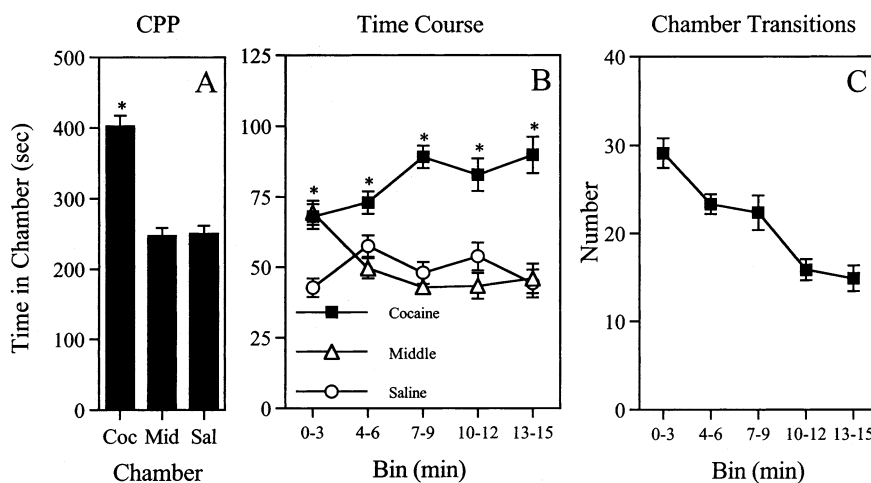 CPP
Time Course
Chamber Transitions
A
B
C
Time in Chamber (sec)
500
400
300
200
100
0
*
Coc Mid Sal
Chamber
125
100
75
50
25
0
* * * * *
Cocaine
Middle
Saline
0-3 4-6 7-9 10-12 13-15
Bin (min)
Number
40
30
20
10
0
0-3 4-6 7-9 10-12 13-15
Bin (min)